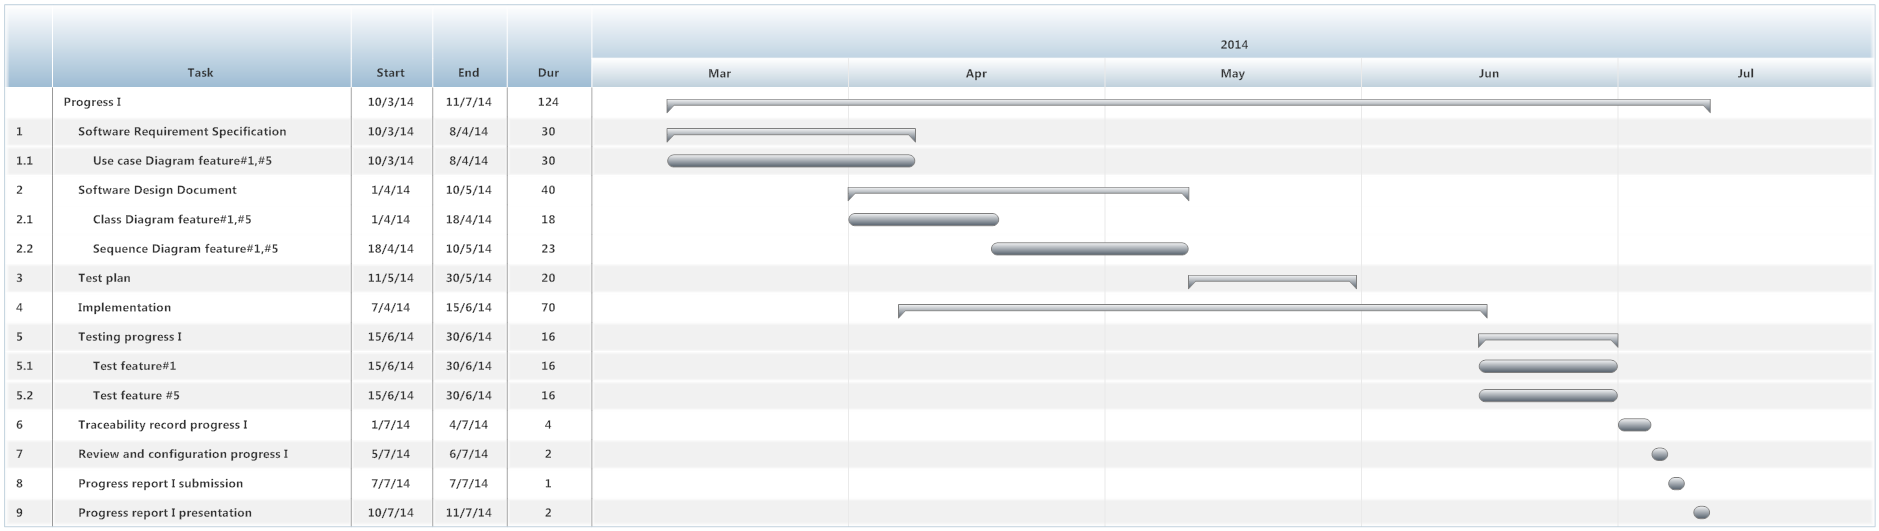 2014
Task Start End Dur Mar Apr May Jun Jul
Progress I 10/3/14 11/7/14 124
1 Software Requirement Specification 10/3/14 8/4/14 30
1.1 Use case Diagram feature#1,#5 10/3/14 8/4/14 30
2 Software Design Document 1/4/14 10/5/14 40
2.1 Class Diagram feature#1,#5 1/4/14 18/4/14 18
2.2 Sequence Diagram feature#1,#5 18/4/14 10/5/14 23
3 Test plan 11/5/14 30/5/14 20
4 Implementation 7/4/14 15/6/14 70
5 Testing progress I 15/6/14 30/6/14 16
5.1 Test feature#1 15/6/14 30/6/14 16
5.2 Test feature #5 15/6/14 30/6/14 16
6 Traceability record progress I 1/7/14 4/7/14 4
7 Review and configuration progress I 5/7/14 6/7/14 2
8 Progress report I submission 7/7/14 7/7/14 1
9 Progress report I presentation 10/7/14 11/7/14 2